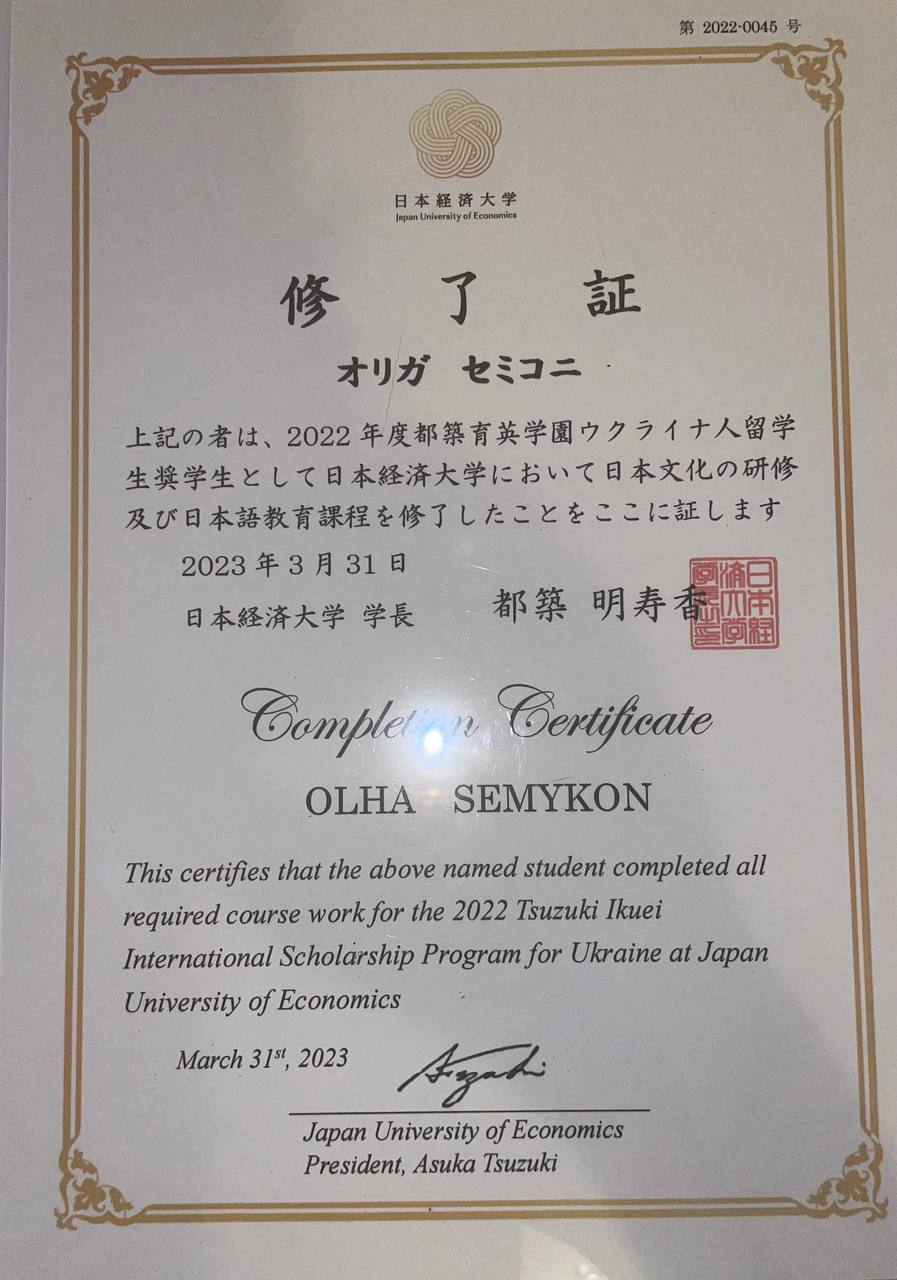 第 2022-0045 号
日本経済大学
Japan University of Economics
修了証
オリガ セミコニ
上記の者は、2022 年度都築育英学園ウクライナ人留学
生奨学生として日本経済大学において日本文化の研修
及び日本語教育課程を修了したことをここに証します
2023 年 3 月 31 日
日本経済大学 学長 都築 明寿香
Completion Certificate
OLHA SEMYKON
This certifies that the above named student completed all
required course work for the 2022 Tsuzuki Ikuei
International Scholarship Program for Ukraine at Japan
University of Economics
March 31st, 2023
Japan University of Economics
President, Asuka Tsuzuki